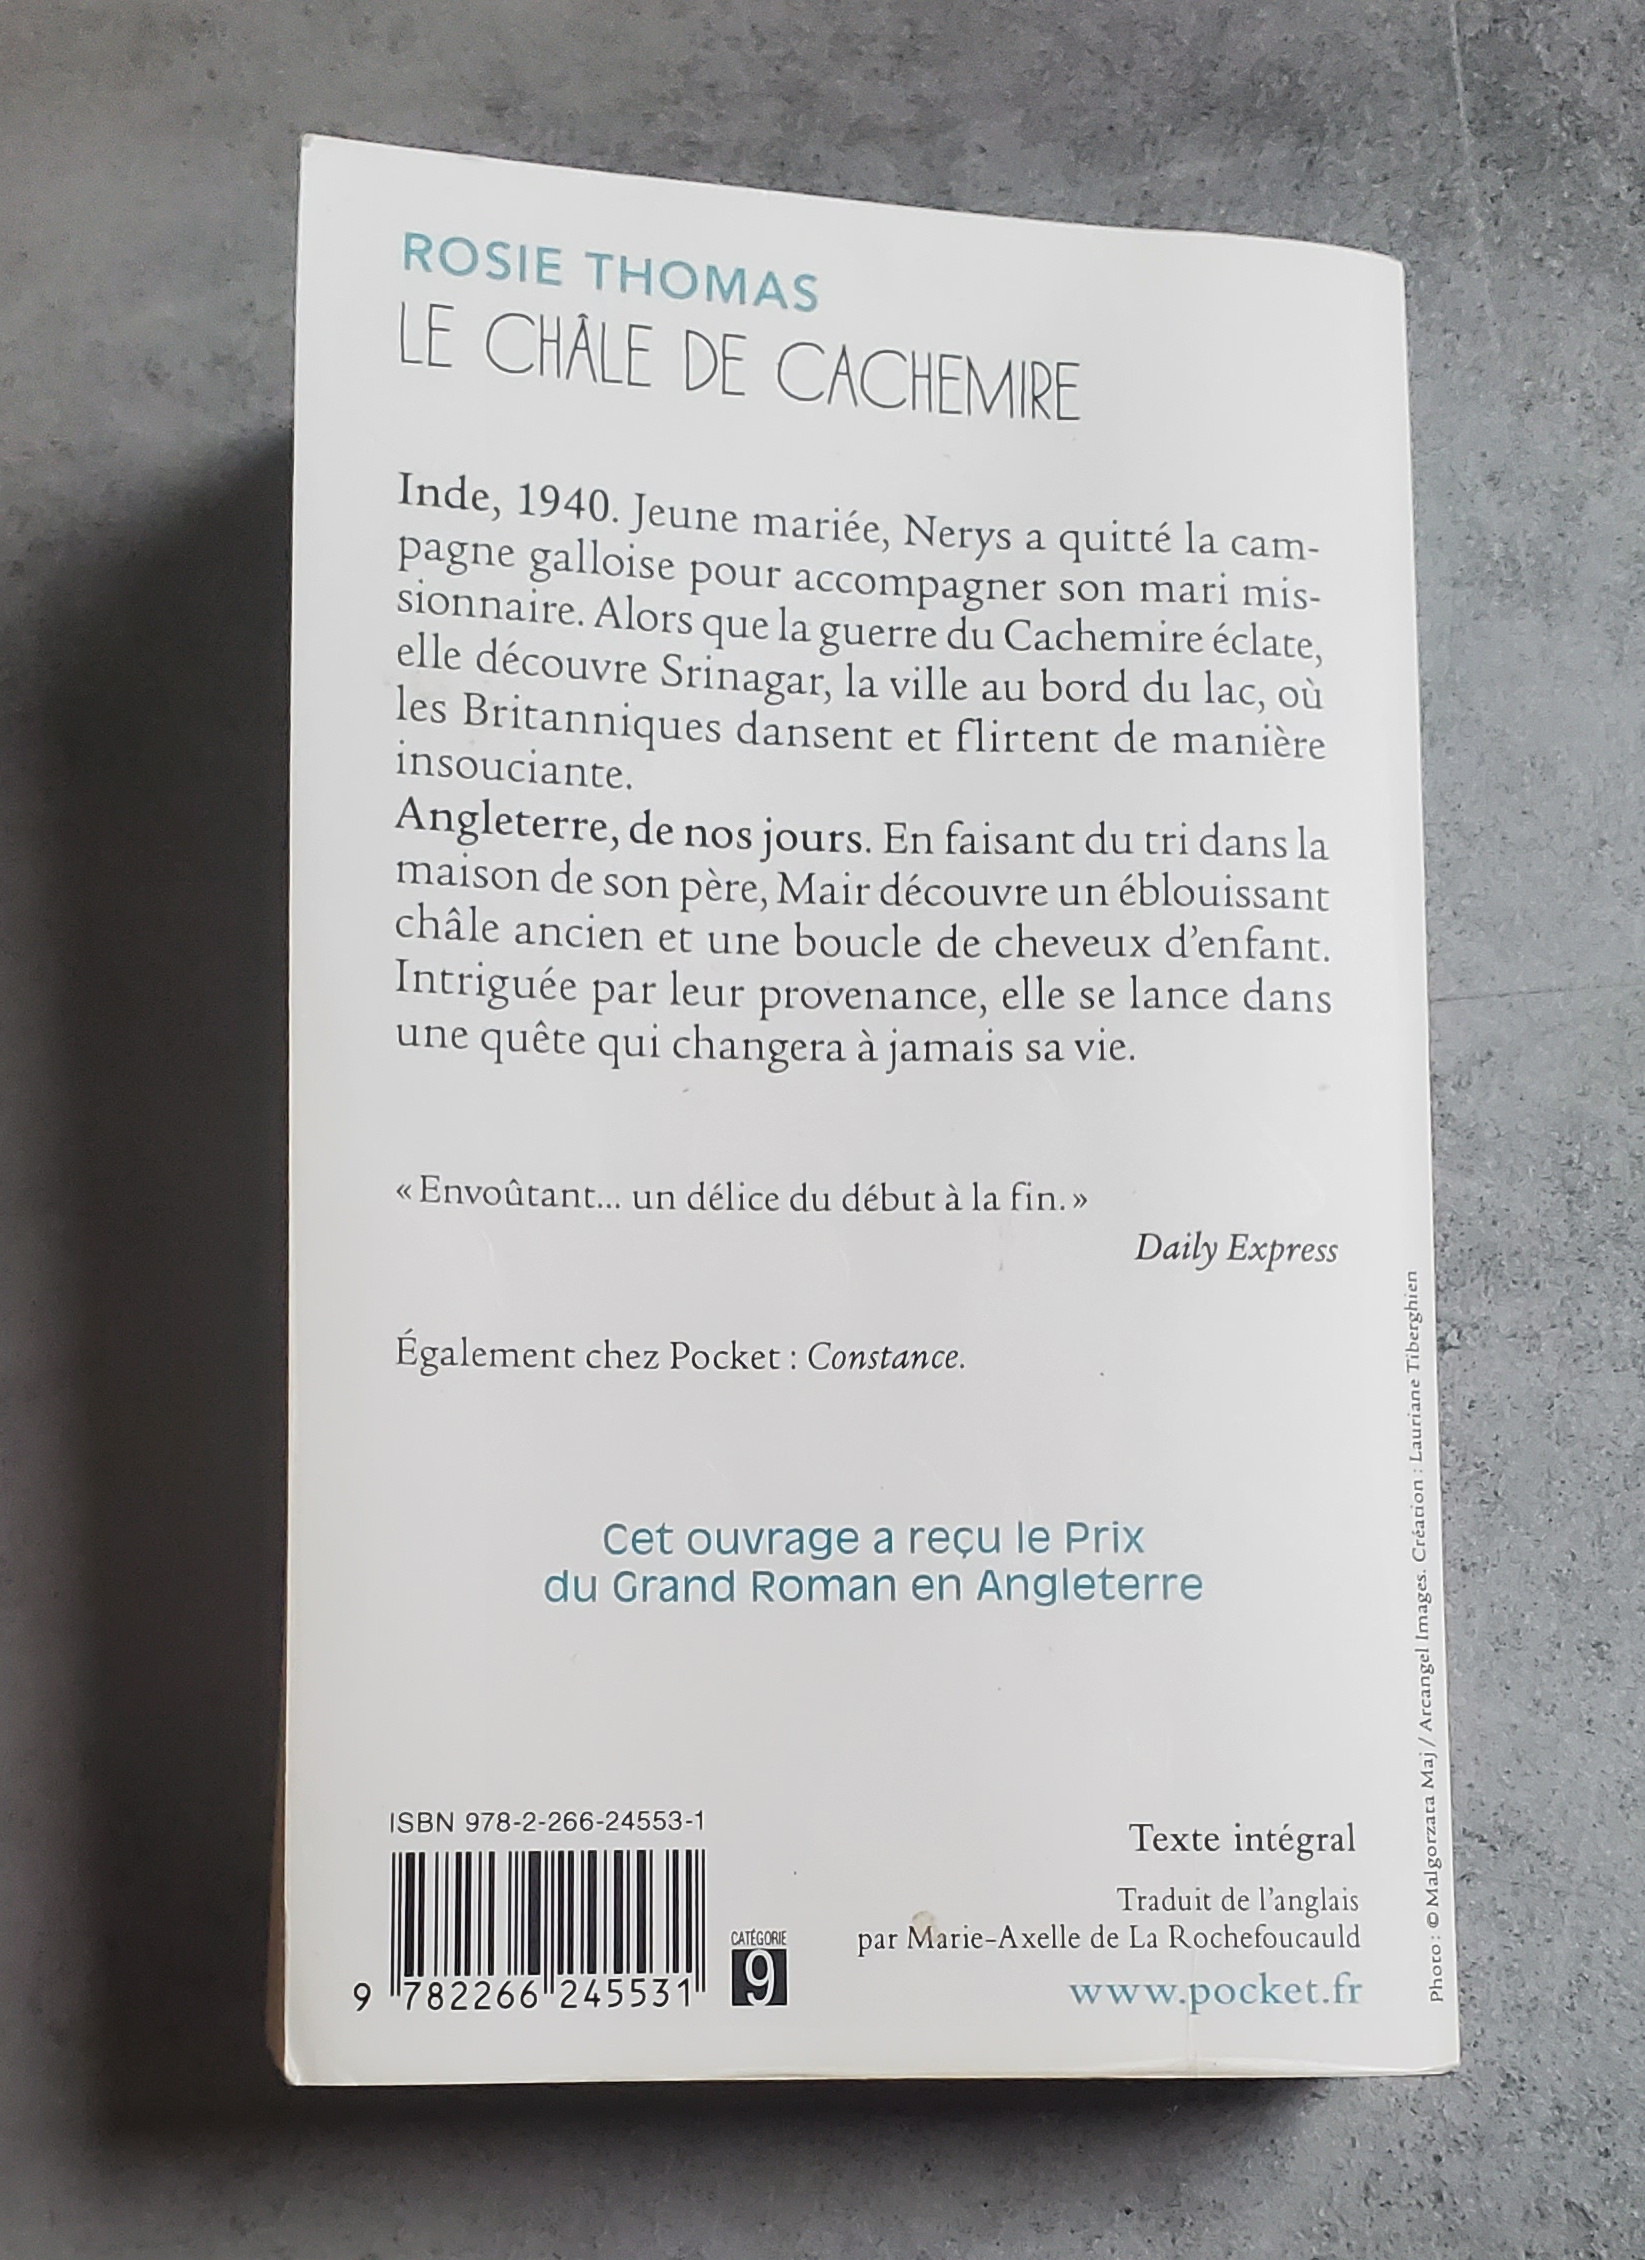 ROSIE THOMAS
LE CHÂLE DE CACHEMIRE
Inde, 1940. Jeune mariée, Nerys a quitté la cam-
pagne galloise pour accompagner son mari mis-
sionnaire. Alors que la guerre du Cachemire éclate,
elle découvre Srinagar, la ville au bord du lac, où
les Britanniques dansent et flirtent de manière
insouciante.
Angleterre, de nos jours. En faisant du tri dans la
maison de son père, Mair découvre un éblouissant
châle ancien et une boucle de cheveux d'enfant.
Intriguée par leur provenance, elle se lance dans
une quête qui changera à jamais sa vie.
« Envoûtant... un délice du début à la fin. »
Daily Express
Également chez Pocket : Constance.
Cet ouvrage a reçu le Prix
du Grand Roman en Angleterre
ISBN 978-2-266-24553-1
9 782266 245531
CATÉGORIE
9
Texte intégral
Traduit de l'anglais
par Marie-Axelle de La Rochefoucauld
www.pocket.fr
Photo : © Malgorzata Maj / Arcangel Images. Création : Lauriane Tiberghien